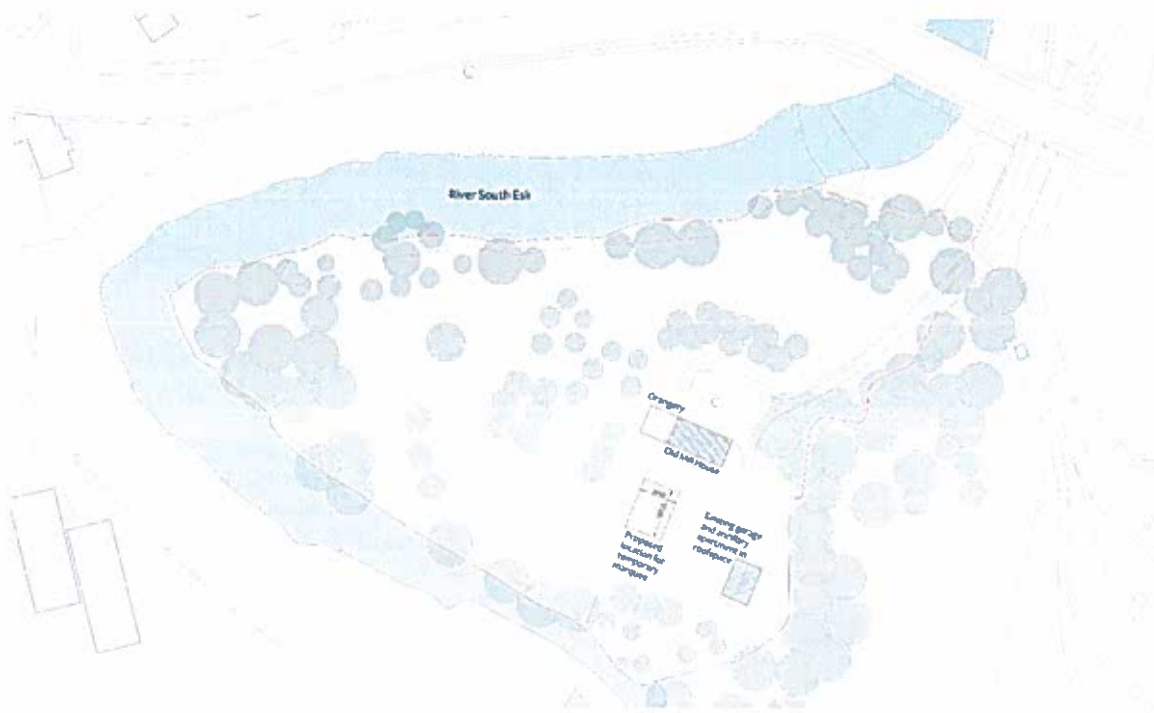 River South Esk
Orangery
Old Mill House
Proposed
location for
temporary
marquee
Existing garage
and ancillary
apartment in
roofspace